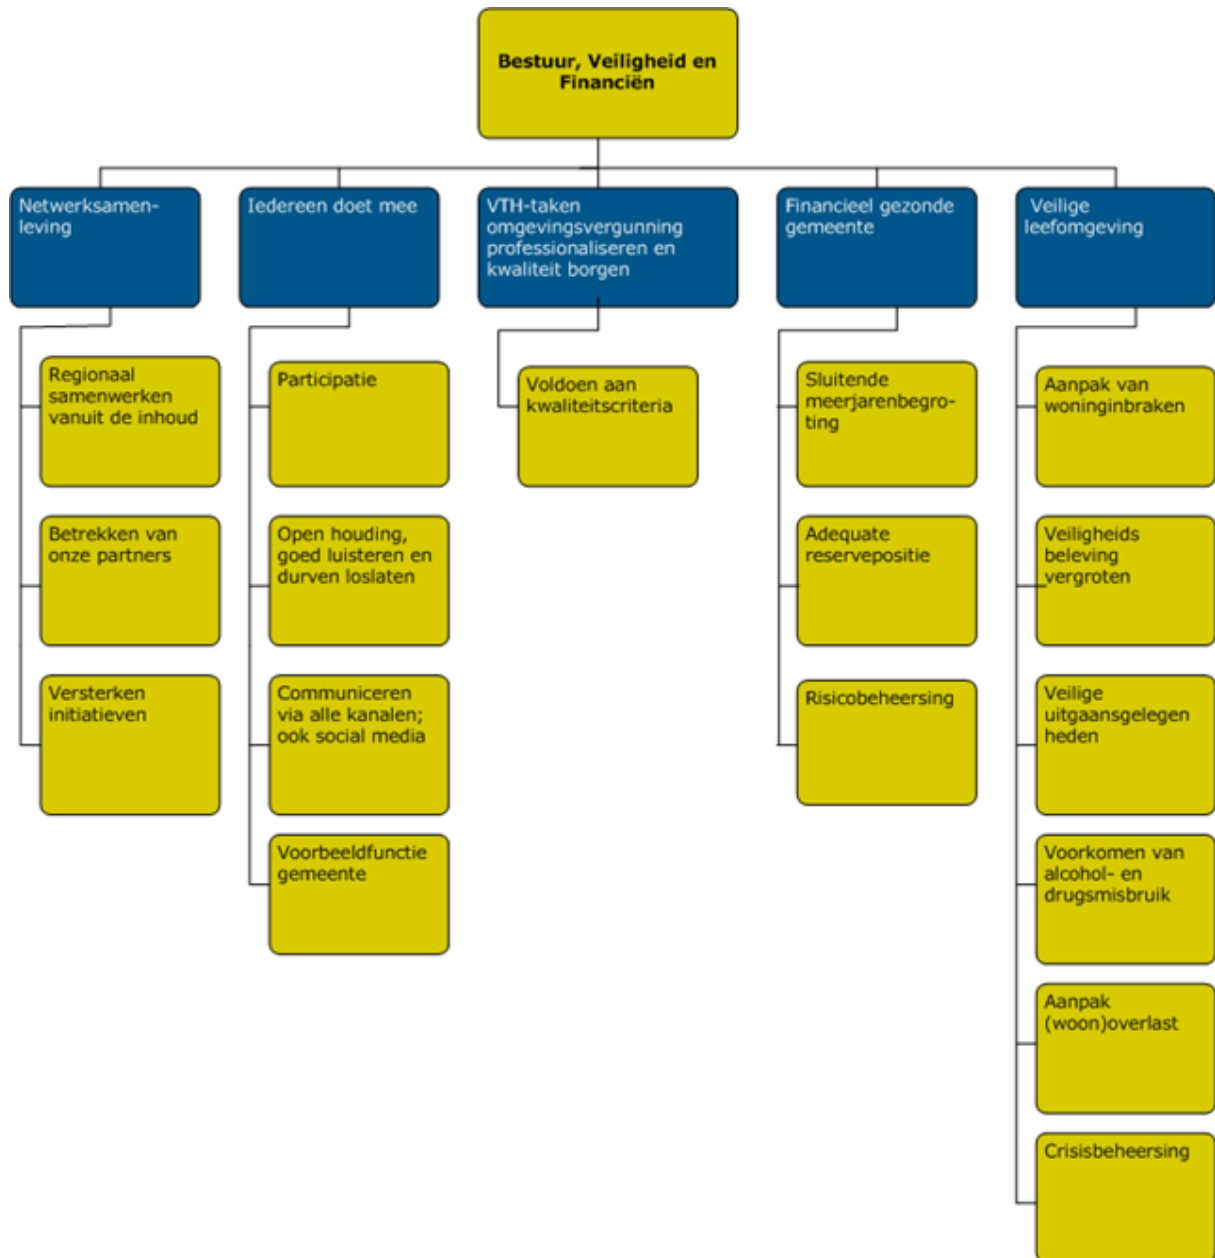 Bestuur, Veiligheid en
Financiën
Netwerksamen-
leving
Iedereen doet mee
VTH-taken
omgevingsvergunning
professionaliseren en
kwaliteit borgen
Financieel gezonde
gemeente
Veilige
leefomgeving
Regionaal
samenwerken
vanuit de inhoud
Betrekken van
onze partners
Versterken
initiatieven
Participatie
Open houding,
goed luisteren en
durven loslaten
Communiceren
via alle kanalen;
ook social media
Voorbeeldfunctie
gemeente
Voldoen aan
kwaliteitscriteria
Sluitende
meerjarenbegro-
ting
Adequate
reservepositie
Risicobeheersing
Aanpak van
woninginbraken
Veiligheids
beleving
vergroten
Veilige
uitgaansgelegen
heden
Voorkomen van
alcohol- en
drugsmisbruik
Aanpak
(woon)overlast
Crisisbeheersing